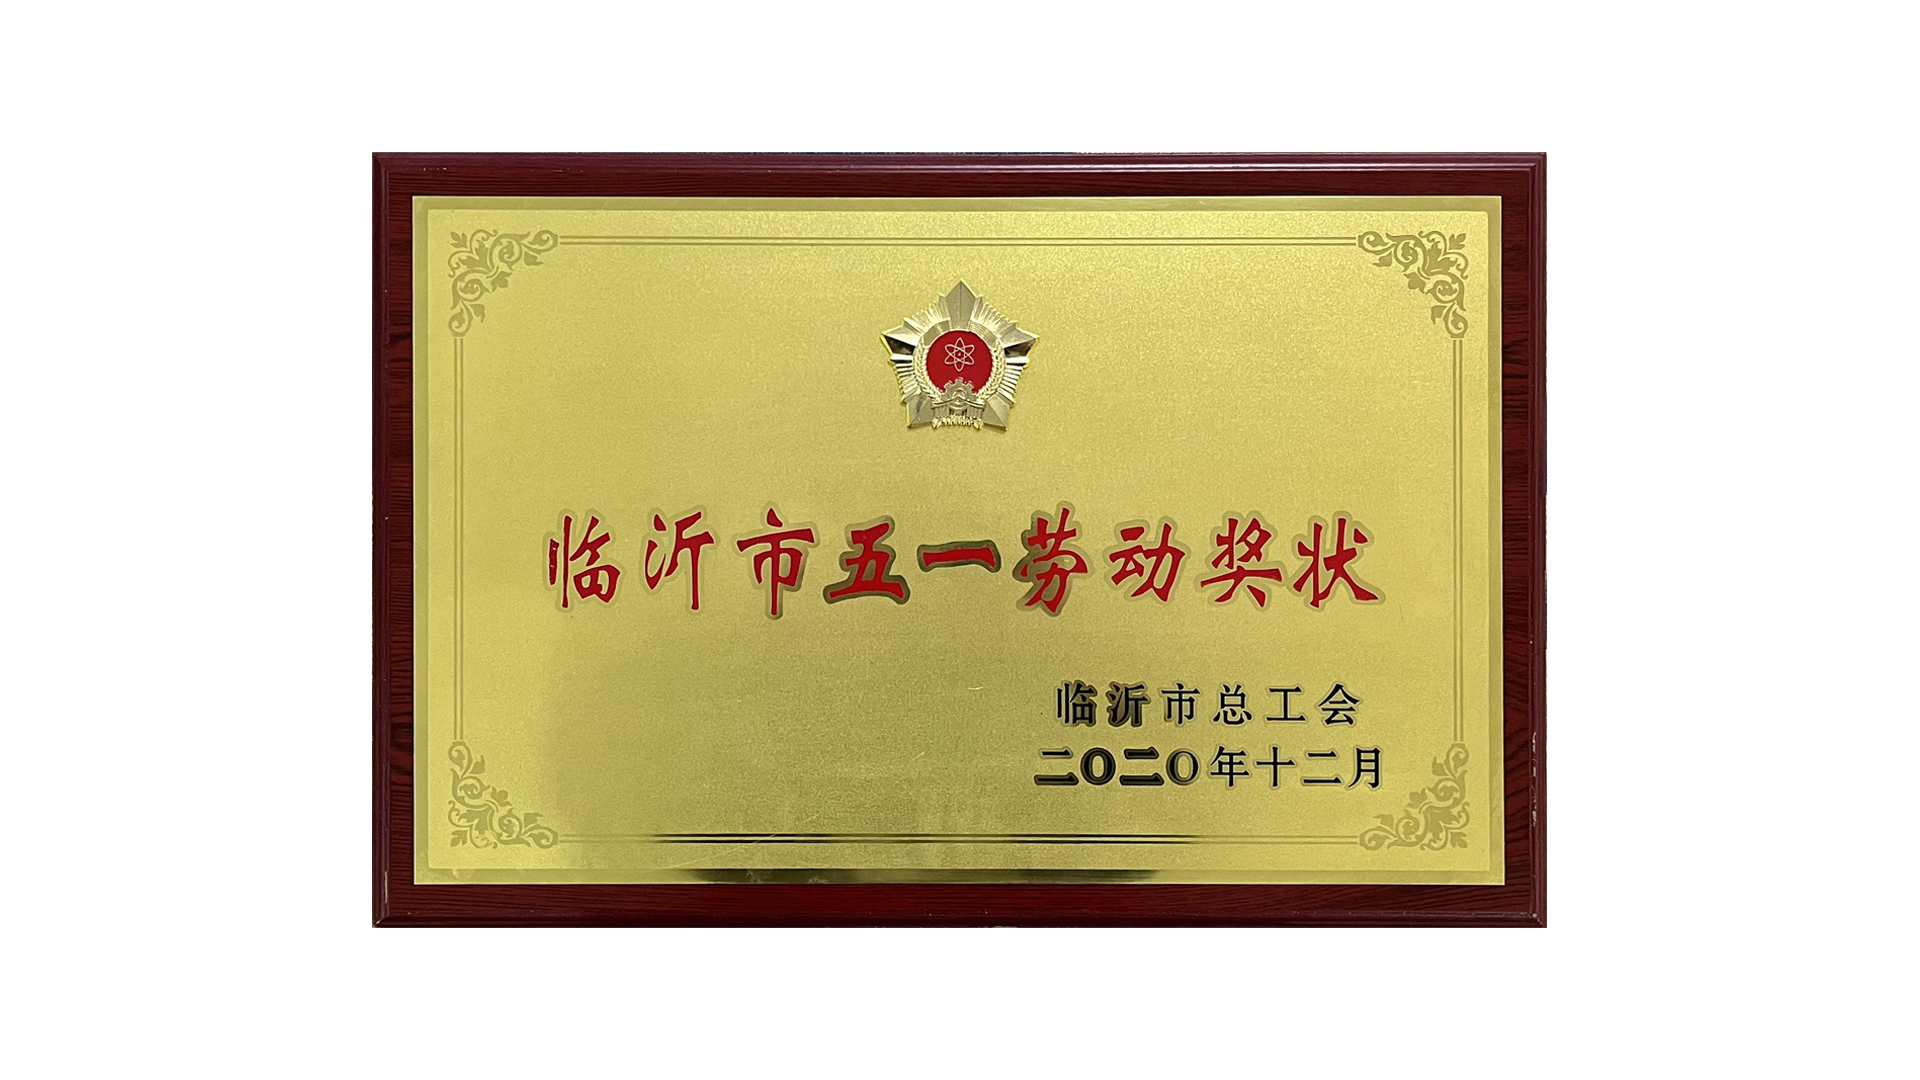 临沂市五一劳动奖状
临沂市总工会
二〇二〇年十二月